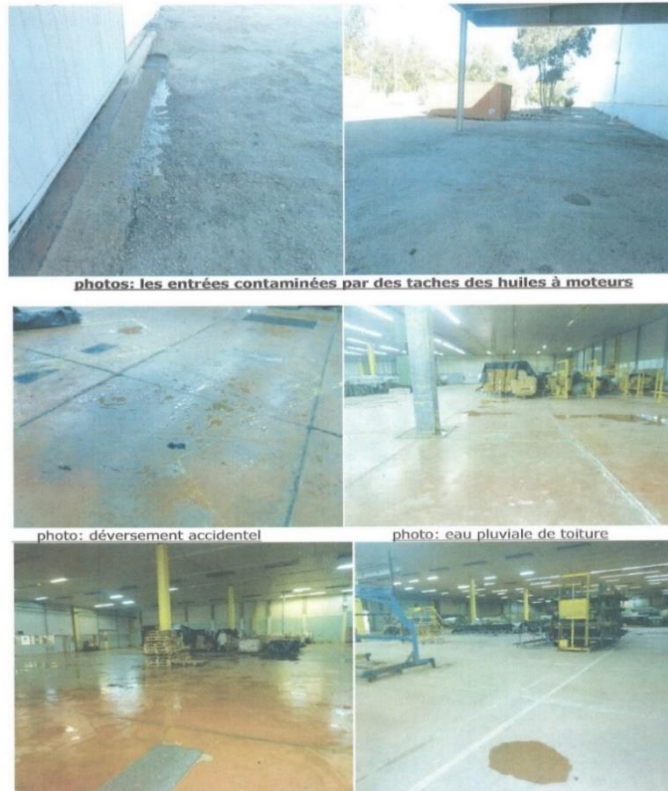 photos: les entrées contaminées par des taches des huiles à moteurs
photo: déversement accidentel
photo: eau pluviale de toiture